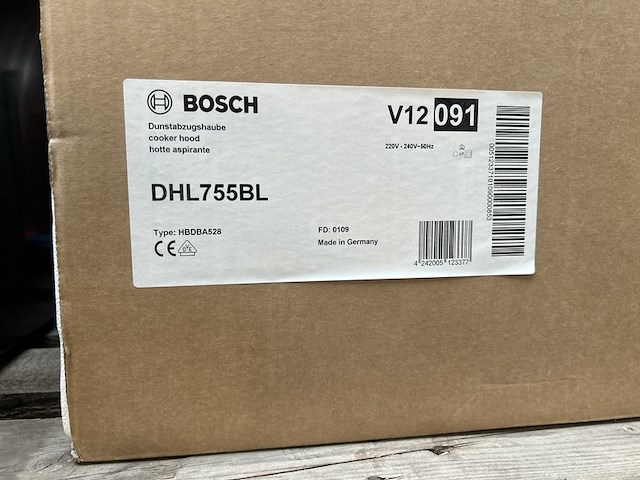 BOSCH
V12 091
Dunstabzugshaube
cooker hood
hotte aspirante
220V - 240V~50Hz
DHL755BL
Type: HBDBA528
FD: 0109
Made in Germany
CE
4 242005 123377